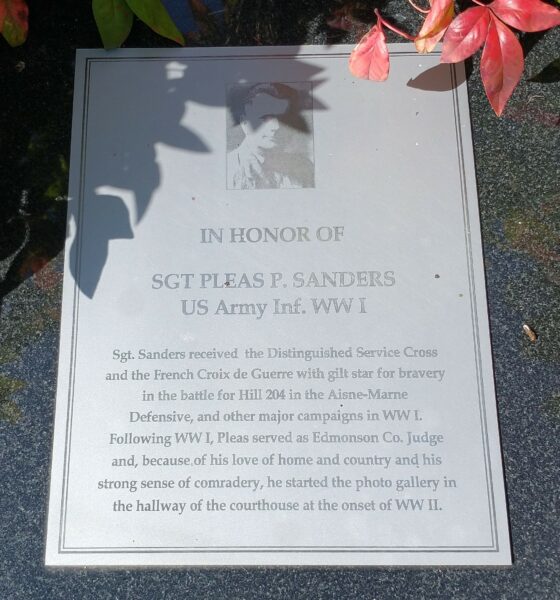 IN HONOR OF
SGT PLEAS P. SANDERS
US Army Inf. WW I
Sgt. Sanders received the Distinguished Service Cross
and the French Croix de Guerre with gilt star for bravery
in the battle for Hill 204 in the Aisne-Marne
Defensive, and other major campaigns in WW I.
Following WW I, Pleas served as Edmonson Co. Judge
and, because of his love of home and country and his
strong sense of comradery, he started the photo gallery in
the hallway of the courthouse at the onset of WW II.